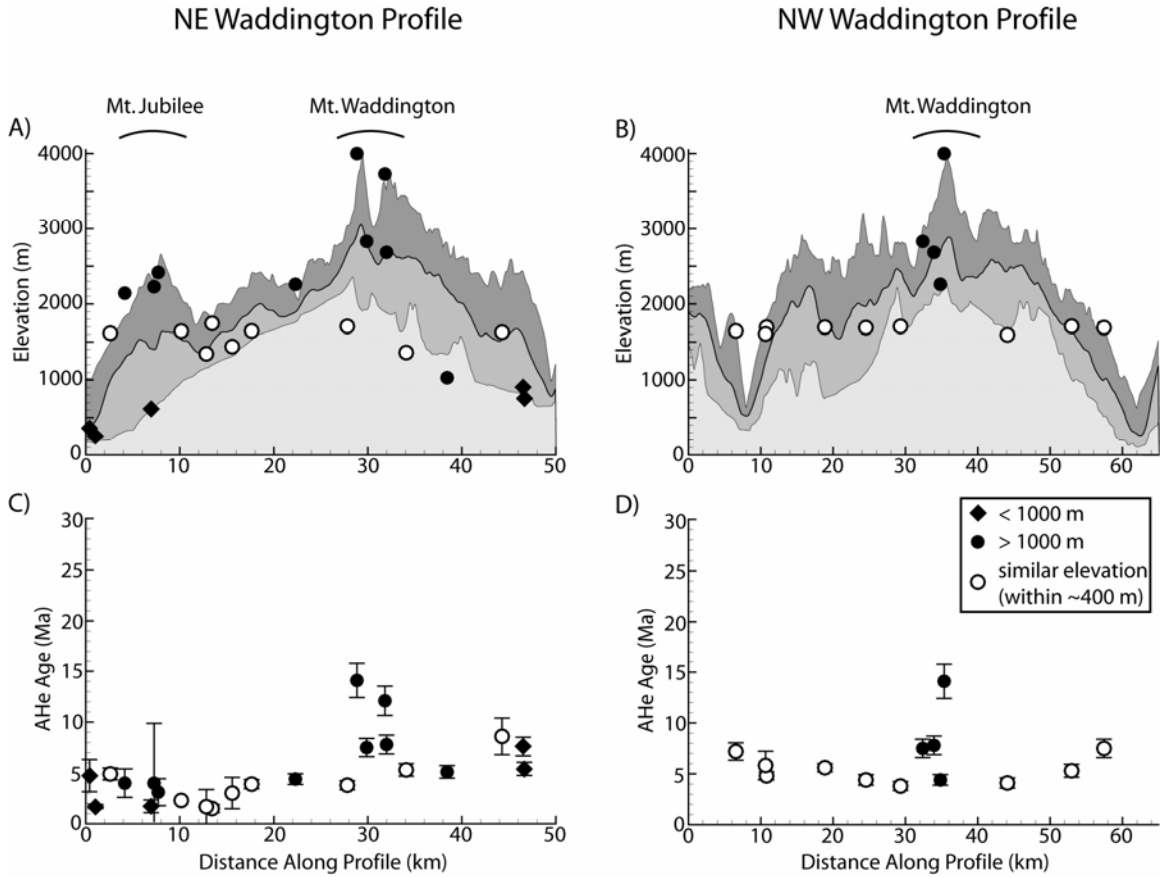 NE Waddington Profile
NW Waddington Profile
Mt. Jubilee
Mt. Waddington
Mt. Waddington
A)
B)
4000
3000
2000
1000
0
Elevation (m)
0
10
20
30
40
50
4000
3000
2000
1000
0
Elevation (m)
0
10
20
30
40
50
60
C)
D)
30
25
20
15
10
5
0
AHe Age (Ma)
0
10
20
30
40
50
Distance Along Profile (km)
30
25
20
15
10
5
0
AHe Age (Ma)
0
10
20
30
40
50
60
Distance Along Profile (km)
< 1000 m
> 1000 m
similar elevation
(within ~400 m)